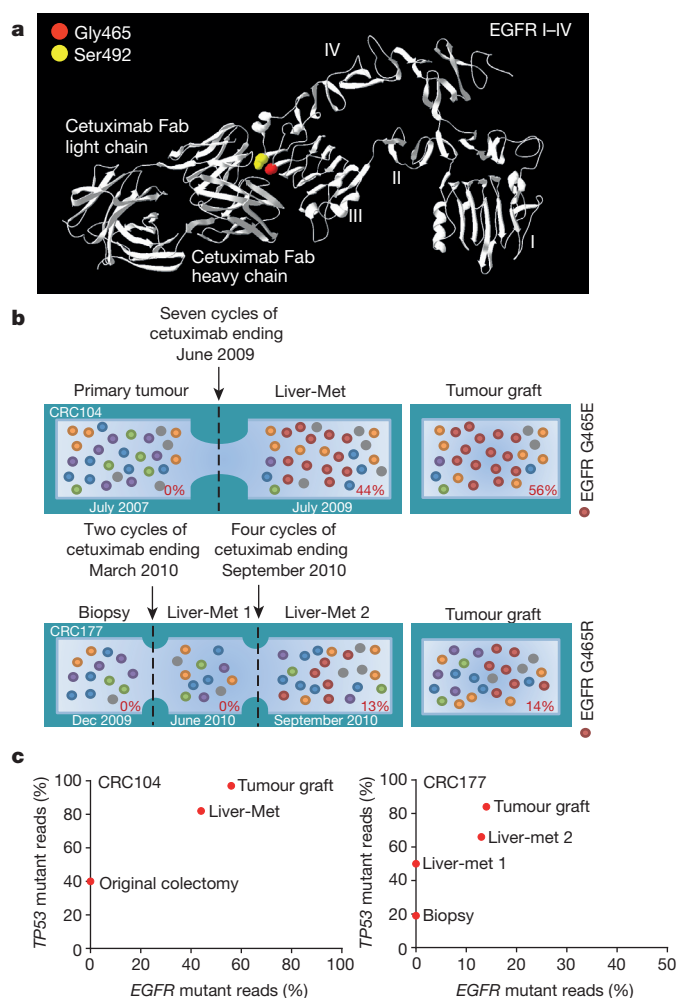 a
Gly465
Ser492
EGFR I–IV
IV
Cetuximab Fab
light chain
II
III
I
Cetuximab Fab
heavy chain
b
Seven cycles of
cetuximab ending
June 2009
Primary tumour
Liver-Met
Tumour graft
CRC104
0%
44%
56%
July 2007
July 2009
EGFR G465E
Two cycles of
cetuximab ending
March 2010
Four cycles of
cetuximab ending
September 2010
Biopsy
Liver-Met 1
Liver-Met 2
Tumour graft
CRC177
0%
0%
13%
14%
Dec 2009
June 2010
September 2010
EGFR G465R
c
CRC104
TP53 mutant reads (%)
100
80
60
40
20
0
Tumour graft
Liver-Met
Original colectomy
0 20 40 60 80 100
EGFR mutant reads (%)
CRC177
TP53 mutant reads (%)
100
80
60
40
20
0
Tumour graft
Liver-met 2
Liver-met 1
Biopsy
0 10 20 30 40 50
EGFR mutant reads (%)